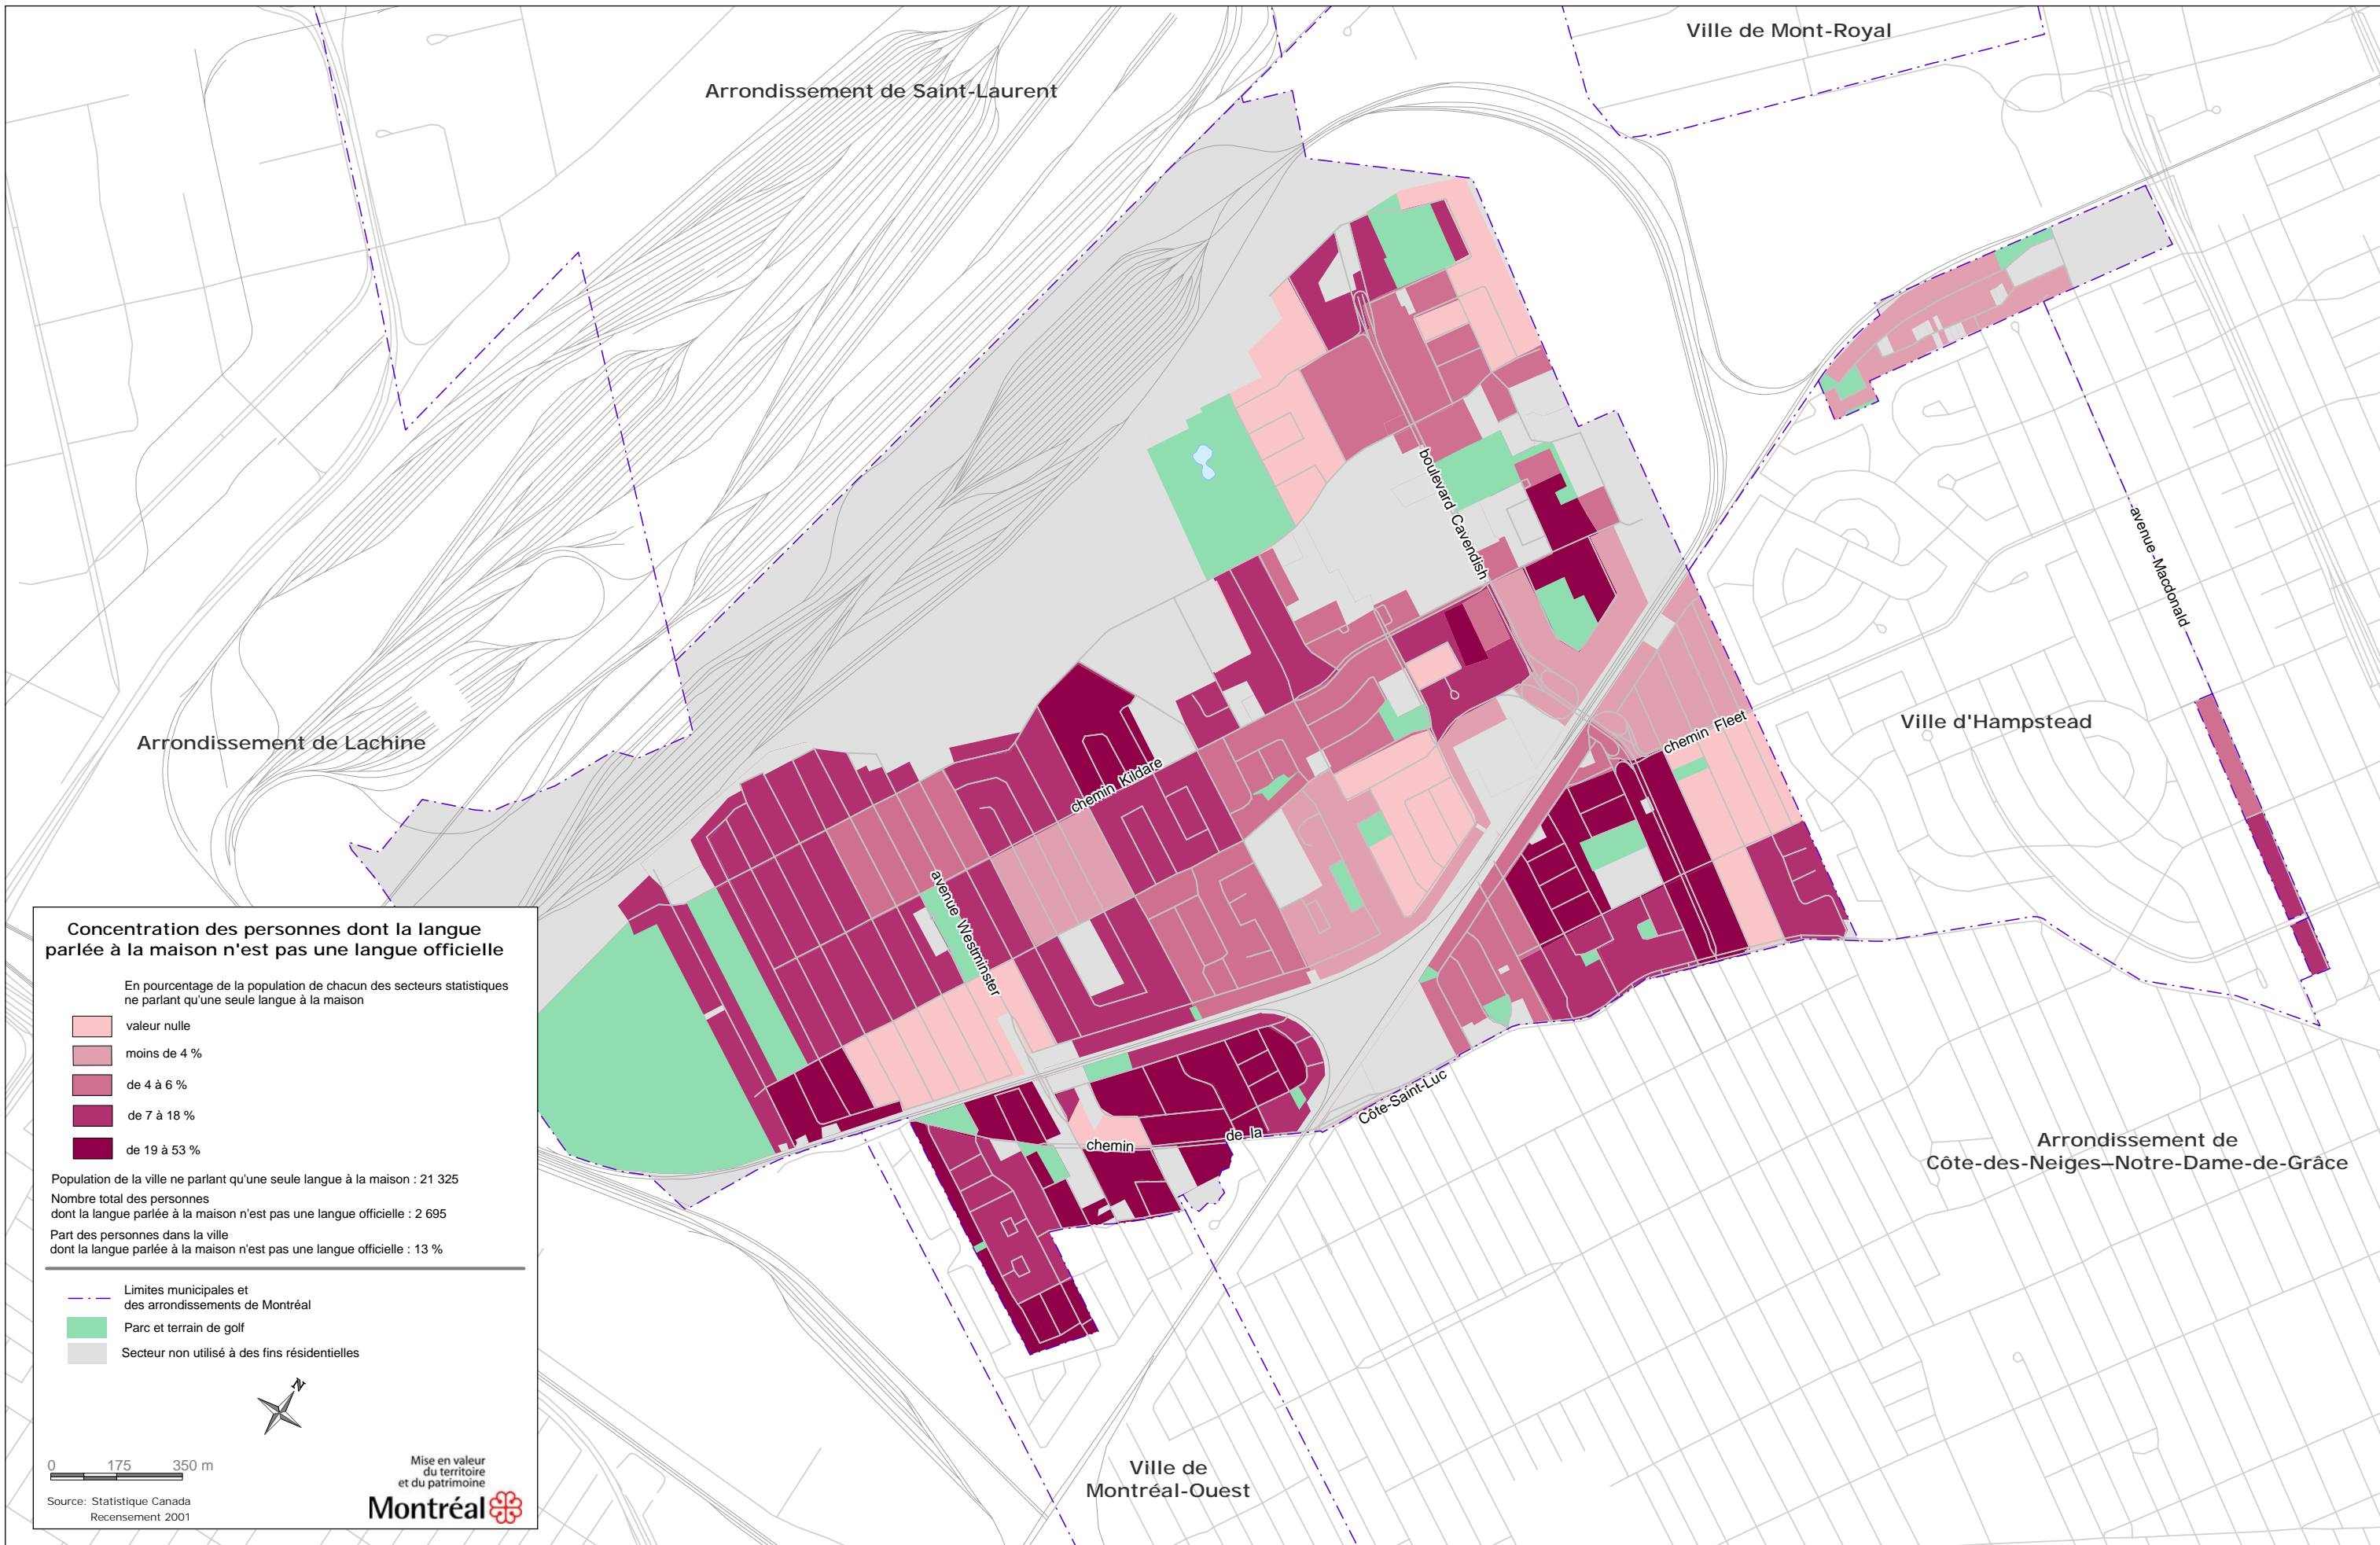 Ville de Mont-Royal
Arrondissement de Saint-Laurent
boulevard Cavendish
avenue Macdonald
Arrondissement de Lachine
Ville d'Hampstead
chemin Fleet
chemin Kildare
avenue Westminster
Côte-Saint-Luc
de la
chemin
Arrondissement de
Côte-des-Neiges–Notre-Dame-de-Grâce
Ville de
Montréal-Ouest
Concentration des personnes dont la langue
parlée à la maison n'est pas une langue officielle
En pourcentage de la population de chacun des secteurs statistiques
ne parlant qu'une seule langue à la maison
valeur nulle
moins de 4 %
de 4 à 6 %
de 7 à 18 %
de 19 à 53 %
Population de la ville ne parlant qu'une seule langue à la maison : 21 325
Nombre total des personnes
dont la langue parlée à la maison n'est pas une langue officielle : 2 695
Part des personnes dans la ville
dont la langue parlée à la maison n'est pas une langue officielle : 13 %
Limites municipales et
des arrondissements de Montréal
Parc et terrain de golf
Secteur non utilisé à des fins résidentielles
N
0 175 350 m
Source: Statistique Canada
Recensement 2001
Mise en valeur
du territoire
et du patrimoine
Montréal